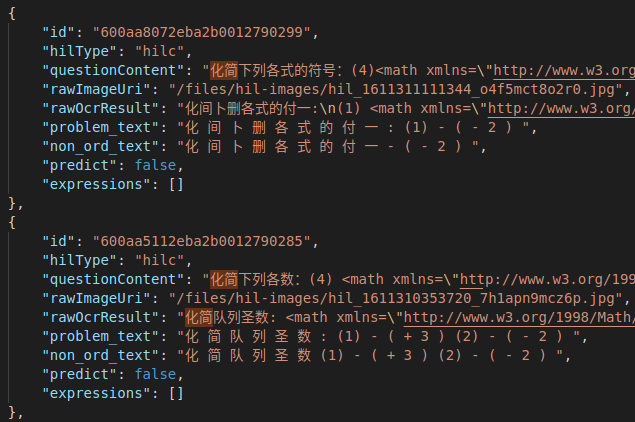 {
"id": "600aa8072eba2b0012790299",
"hilType": "hilc",
"questionContent": "化简下列各式的符号：(4)<math xmlns=\"http://www.w3.org
"rawImageUri": "/files/hil-images/hil_1611311111344_o4f5mct8o2r0.jpg",
"rawOcrResult": "化间卜删各式的付一:\n(1) <math xmlns=\"http://www.w3.org/
"problem_text": "化 间 卜 删 各 式 的 付 一 : (1) - ( - 2 ) ",
"non_ord_text": "化 间 卜 删 各 式 的 付 一 - ( - 2 ) ",
"predict": false,
"expressions": []
},
{
"id": "600aa5112eba2b0012790285",
"hilType": "hilc",
"questionContent": "化简下列各数：(4) <math xmlns=\"http://www.w3.org/199
"rawImageUri": "/files/hil-images/hil_1611310353720_7h1apn9mcz6p.jpg",
"rawOcrResult": "化简队列圣数: <math xmlns=\"http://www.w3.org/1998/Math/
"problem_text": "化 简 队 列 圣 数 : (1) - ( + 3 ) (2) - ( - 2 ) ",
"non_ord_text": "化 简 队 列 圣 数 (1) - ( + 3 ) (2) - ( - 2 ) ",
"predict": false,
"expressions": []
},